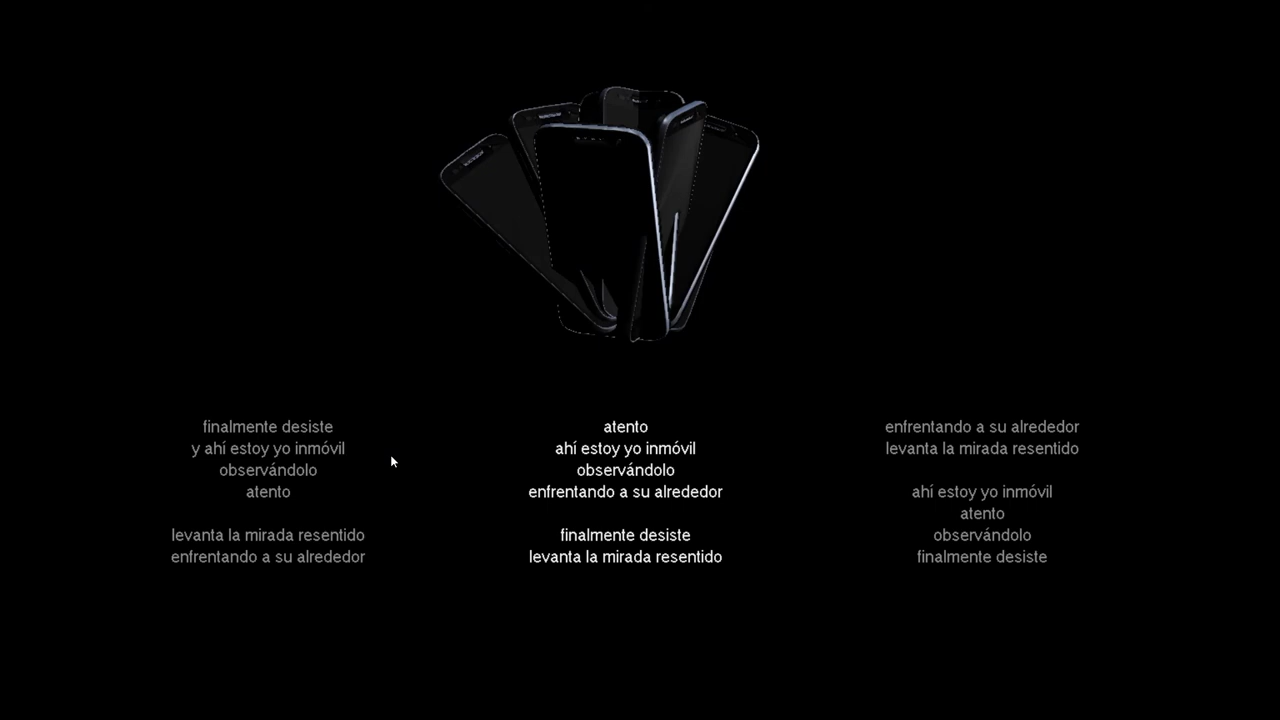 finalmente desiste
y ahí estoy yo inmóvil
observándolo
atento
levanta la mirada resentido
enfrentando a su alrededor
atento
ahí estoy yo inmóvil
observándolo
enfrentando a su alrededor
finalmente desiste
levanta la mirada resentido
enfrentando a su alrededor
levanta la mirada resentido
ahí estoy yo inmóvil
atento
observándolo
finalmente desiste